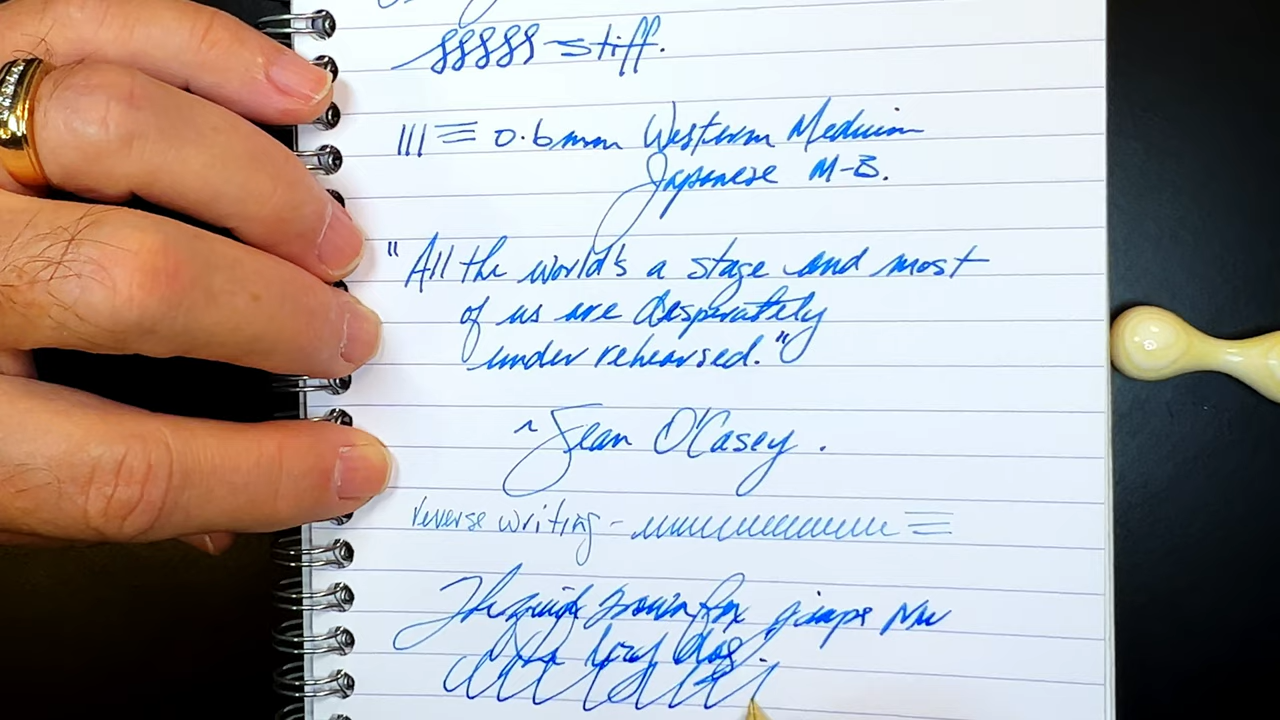 ~ stiff.
||| ≡ 0.6mm Western Medium
Japanese M-B.
"All the world's a stage and most
of us are desperately
under rehearsed."
~ Sean O'Casey.
reverse writing -
The quick brown fox jumps over
the lazy dog.